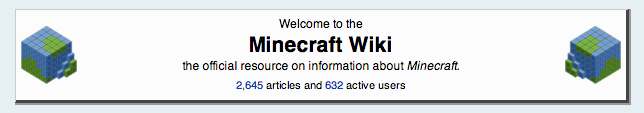 Welcome to the
Minecraft Wiki
the official resource on information about Minecraft.
2,645 articles and 632 active users